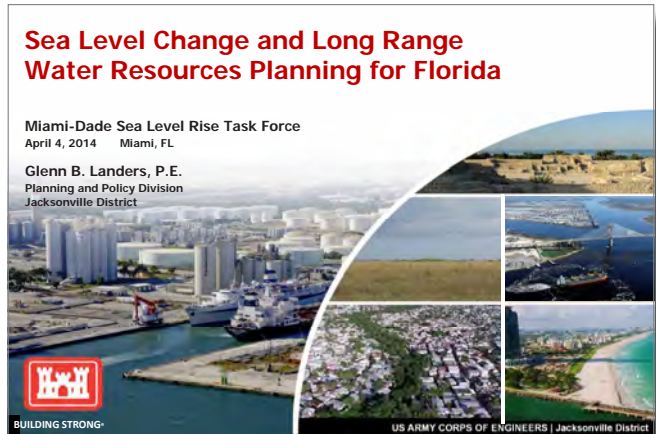 Sea Level Change and Long Range
Water Resources Planning for Florida
Miami-Dade Sea Level Rise Task Force
April 4, 2014 Miami, FL
Glenn B. Landers, P.E.
Planning and Policy Division
Jacksonville District
BUILDING STRONG®
US ARMY CORPS OF ENGINEERS | Jacksonville District